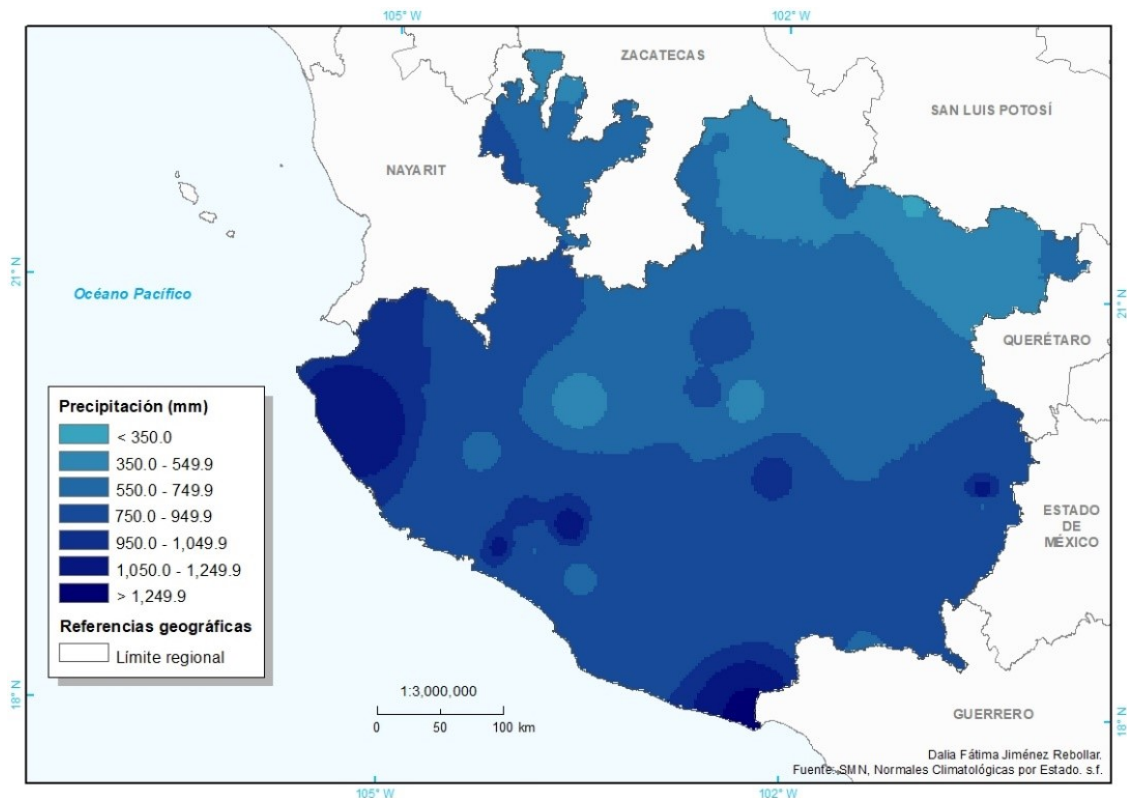 105° W
102° W
ZACATECAS
SAN LUIS POTOSÍ
NAYARIT
21° N
Océano Pacífico
21° N
QUERÉTARO
Precipitación (mm)
< 350.0
350.0 - 549.9
550.0 - 749.9
750.0 - 949.9
950.0 - 1,049.9
1,050.0 - 1,249.9
> 1,249.9
Referencias geográficas
Límite regional
ESTADO
DE
MÉXICO
1:3,000,000
0 50 100 km
18° N
18° N
GUERRERO
Dalia Fátima Jiménez Rebollar.
Fuente: SMN, Normales Climatológicas por Estado. s.f.
105° W
102° W